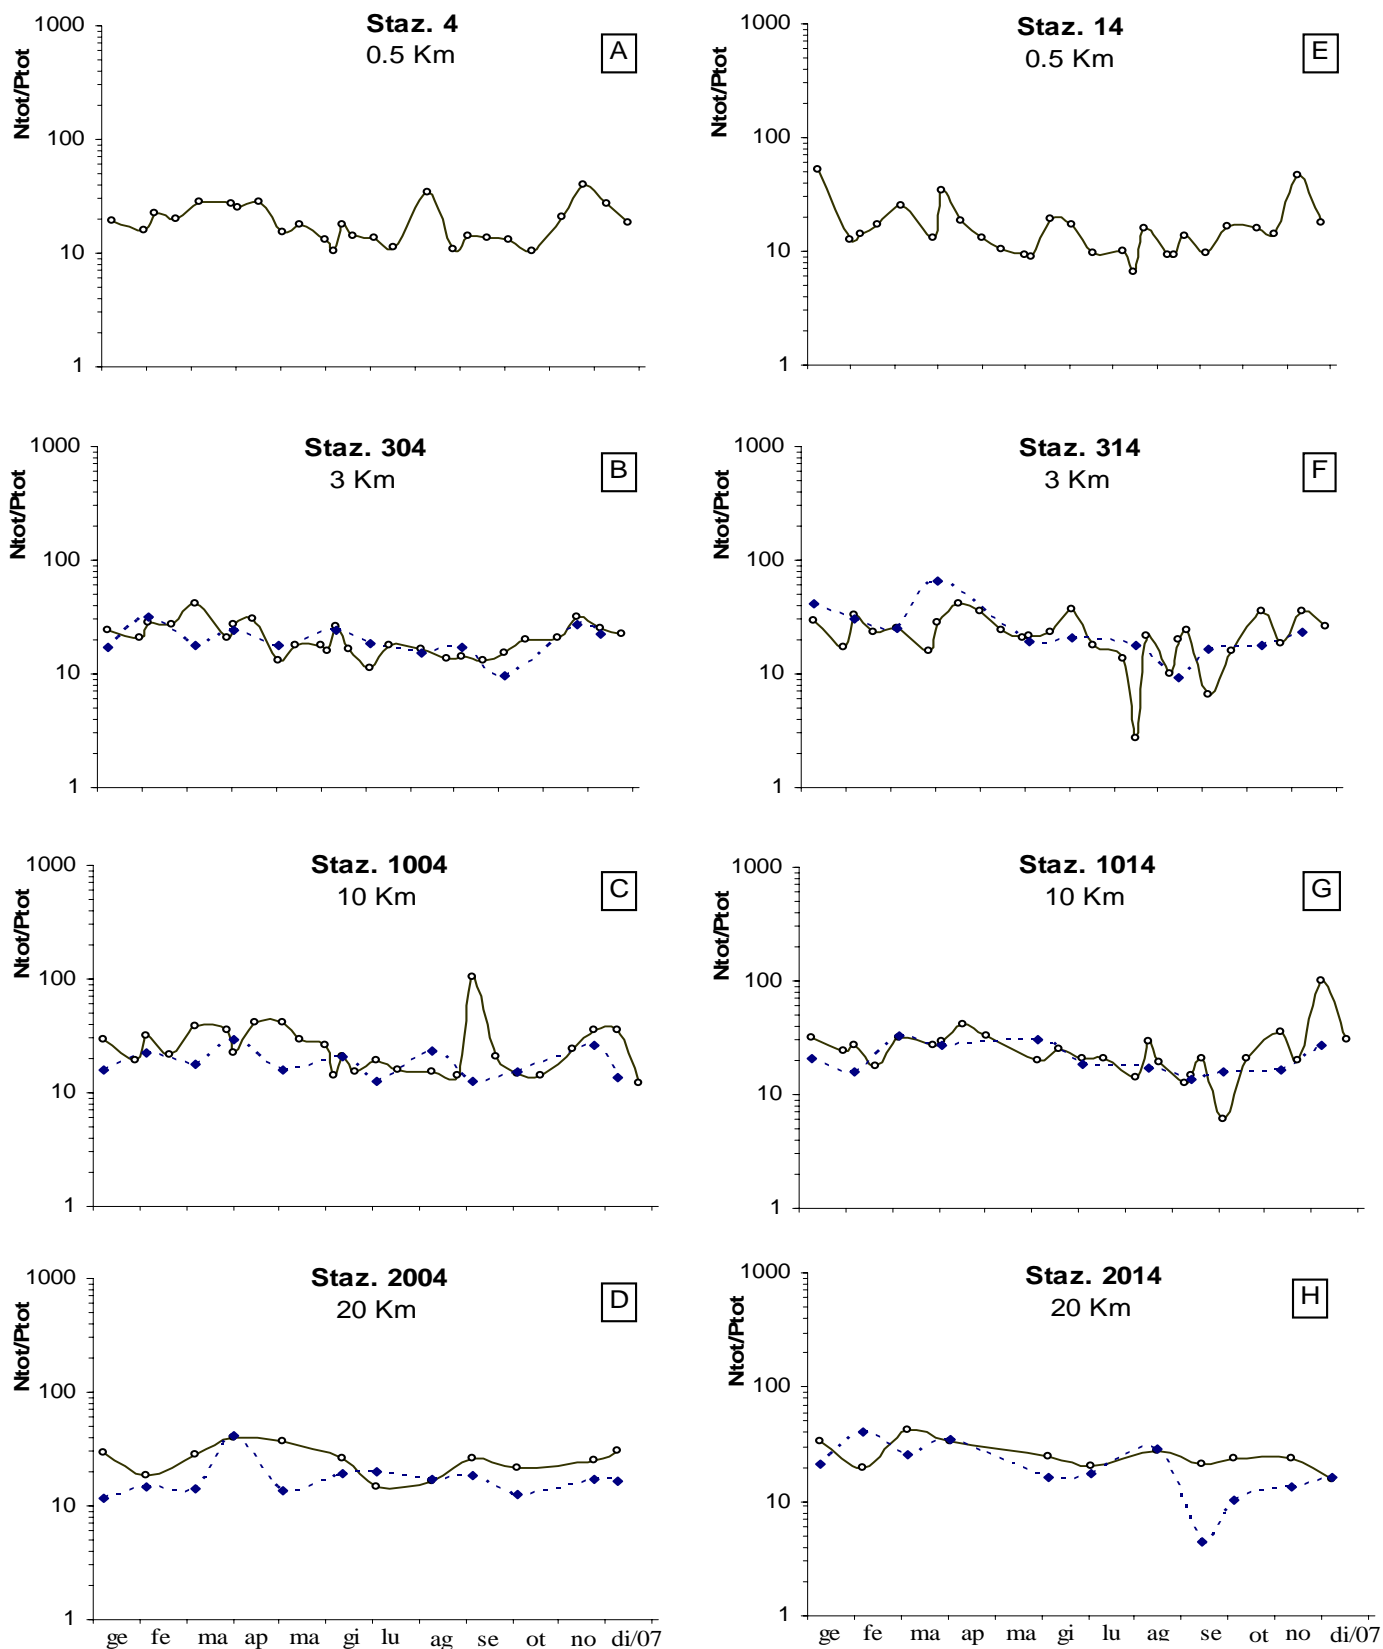 Staz. 4
0.5 Km
A
Ntot/Ptot
1000
100
10
1
Staz. 14
0.5 Km
E
Ntot/Ptot
1000
100
10
1
Staz. 304
3 Km
B
Ntot/Ptot
1000
100
10
1
Staz. 314
3 Km
F
Ntot/Ptot
1000
100
10
1
Staz. 1004
10 Km
C
Ntot/Ptot
1000
100
10
1
Staz. 1014
10 Km
G
Ntot/Ptot
1000
100
10
1
Staz. 2004
20 Km
D
Ntot/Ptot
1000
100
10
1
ge fe ma ap ma gi lu ag se ot no di/07
Staz. 2014
20 Km
H
Ntot/Ptot
1000
100
10
1
ge fe ma ap ma gi lu ag se ot no di/07